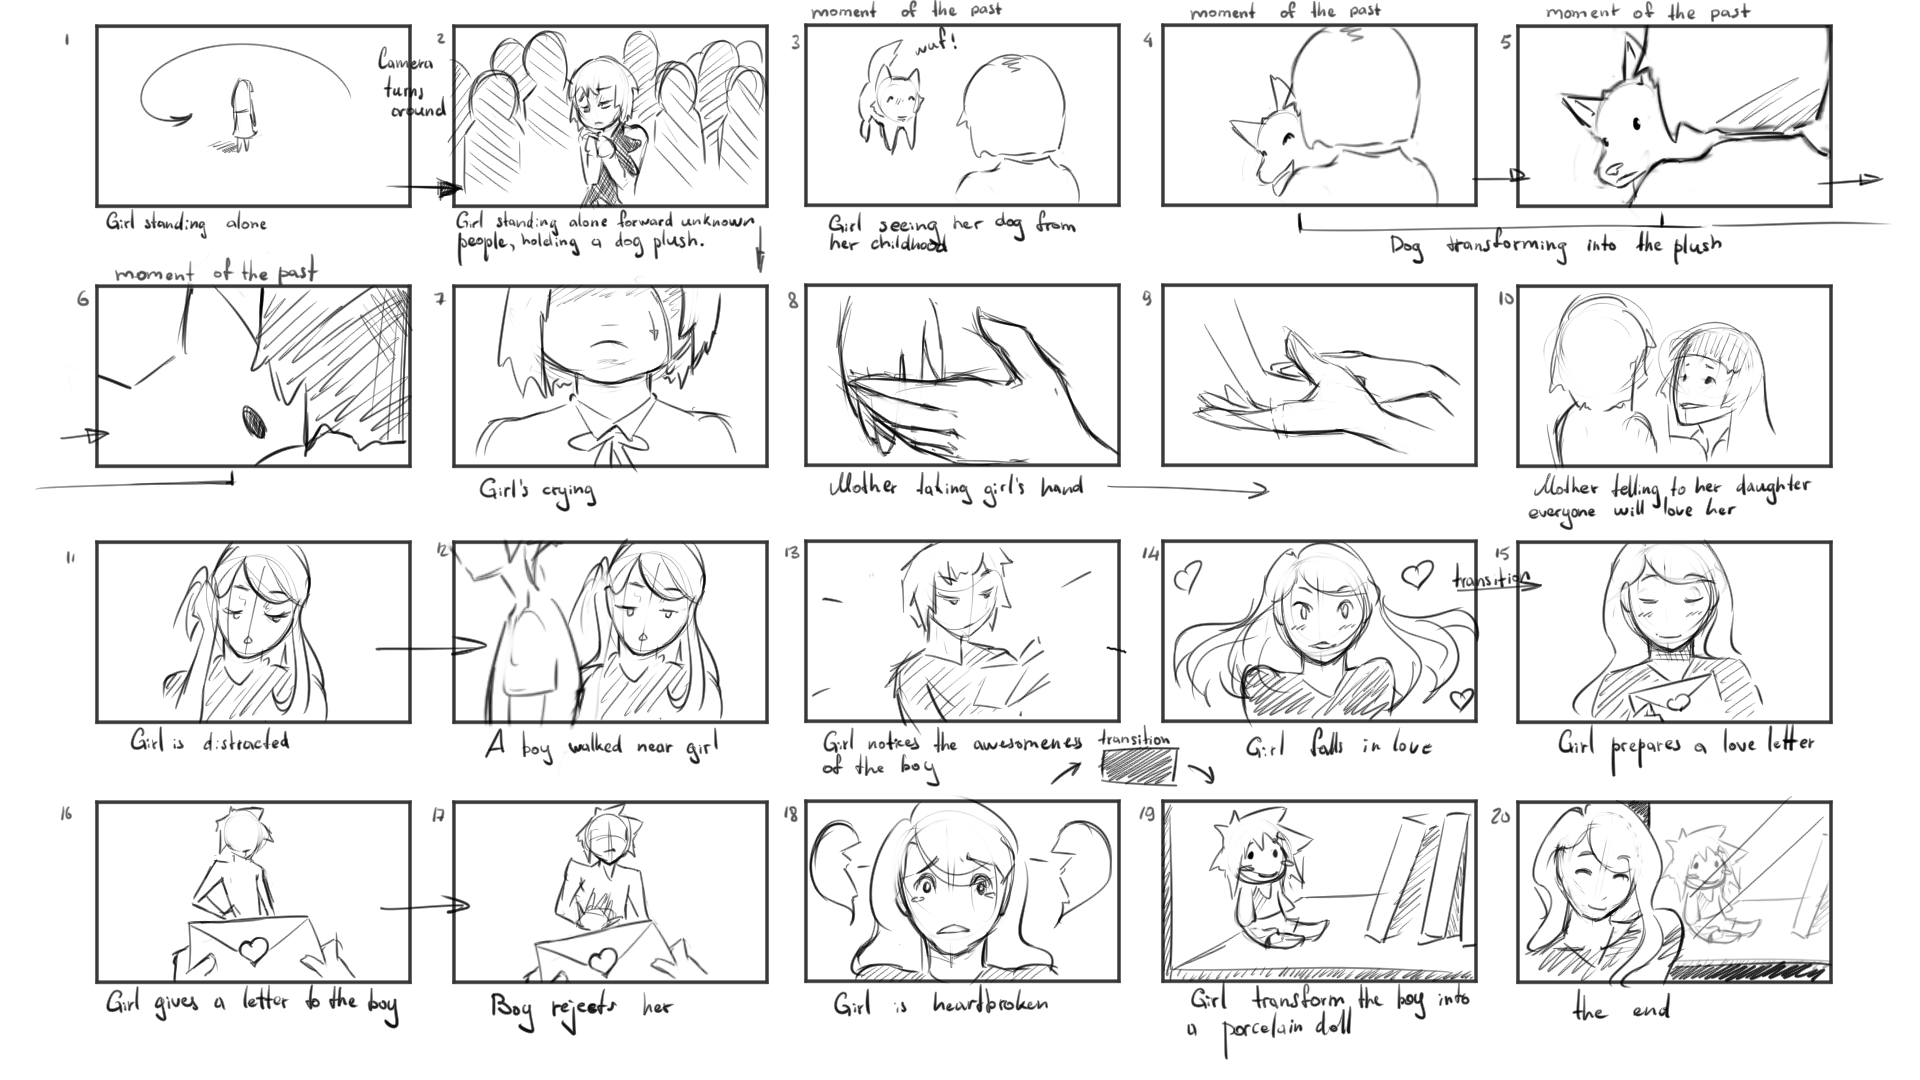 1
Girl standing alone
Camera
turns
around
2
Girl standing alone forward unknown
people, holding a dog plush.
moment of the past
3
wuf!
Girl seeing her dog from
her childhood
moment of the past
4
moment of the past
5
Dog transforming into the plush
moment of the past
6
7
Girl's crying
8
Mother taking girl's hand
9
10
Mother telling to her daughter
everyone will love her
11
Girl is distracted
12
A boy walked near girl
13
Girl notices the awesomeness
of the boy
transition
14
Girl falls in love
transition
15
Girl prepares a love letter
16
Girl gives a letter to the boy
17
Boy rejects her
18
Girl is heartbroken
19
Girl transform the boy into
a porcelain doll
20
the end